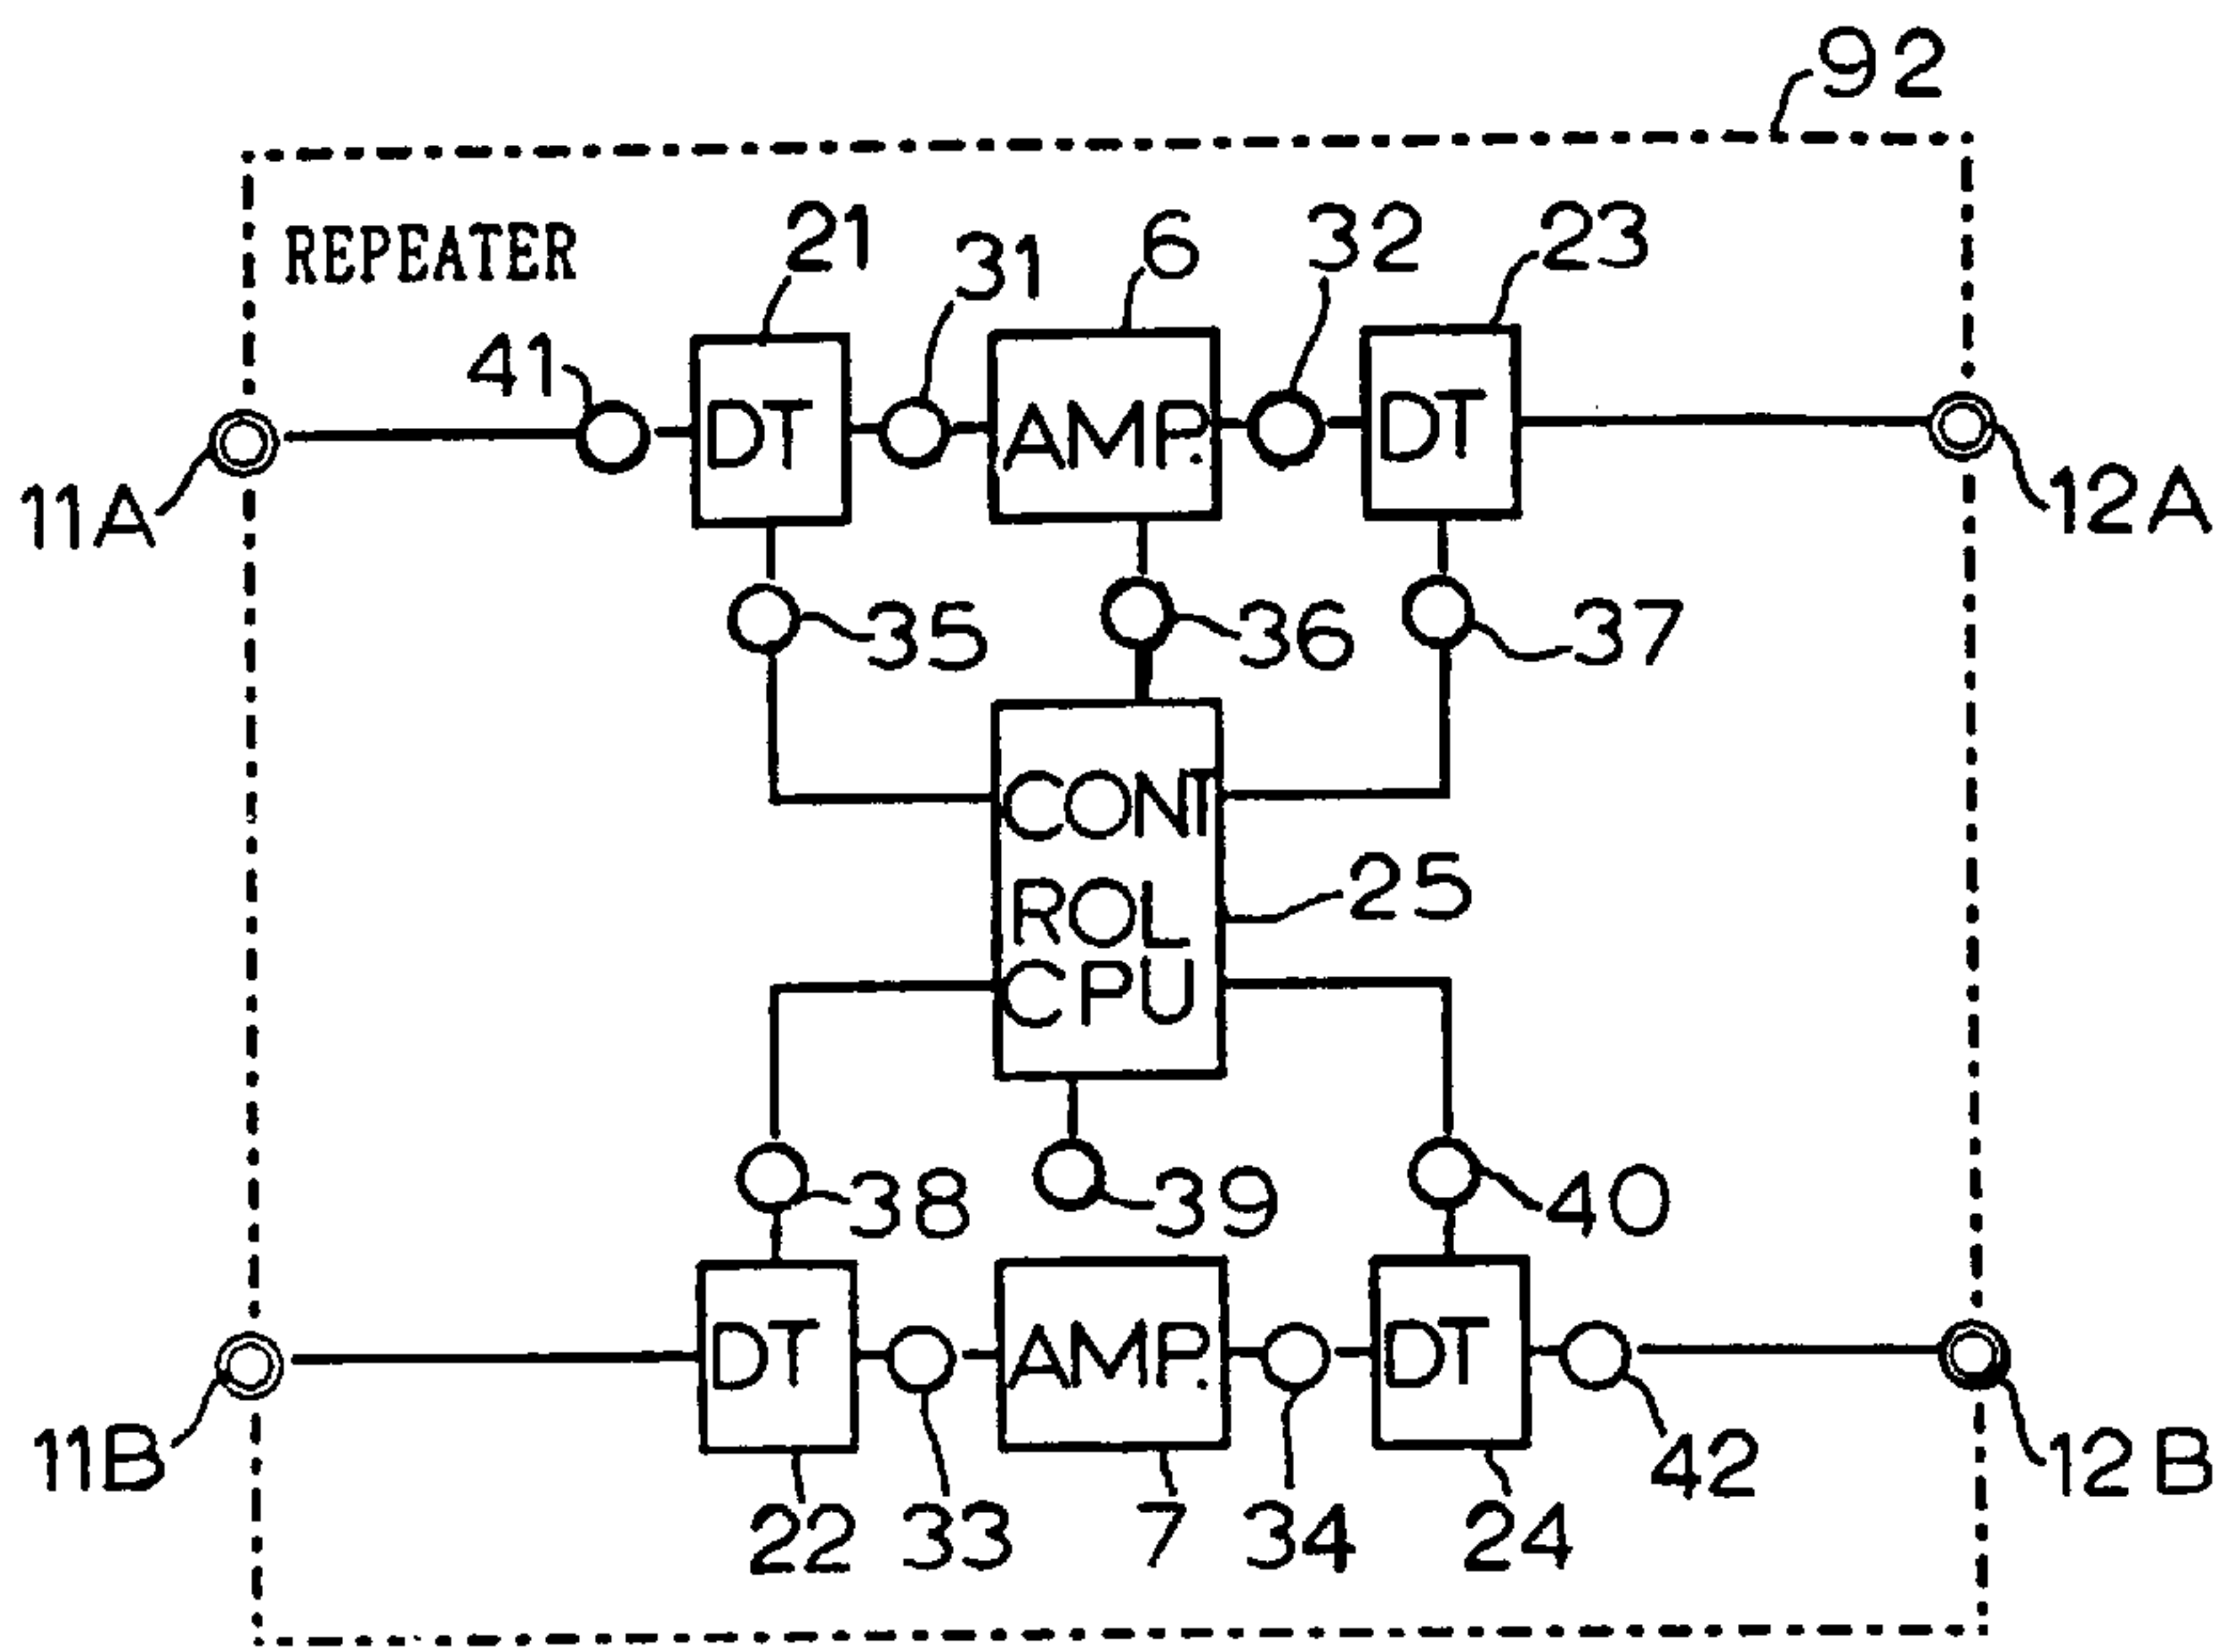 92
REPEATER
21
31
6
32
23
41
DT
AMP.
DT
11A
12A
35
36
37
CONT
ROL
CPU
25
38
39
40
DT
AMP.
DT
11B
42
12B
22
33
7
34
24